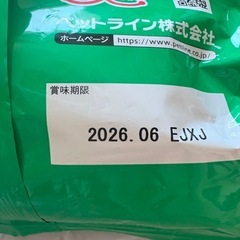 ペットライン株式会社
ホームページ https://www.petline.co.jp/
賞味期限
2026.06 EJXJ